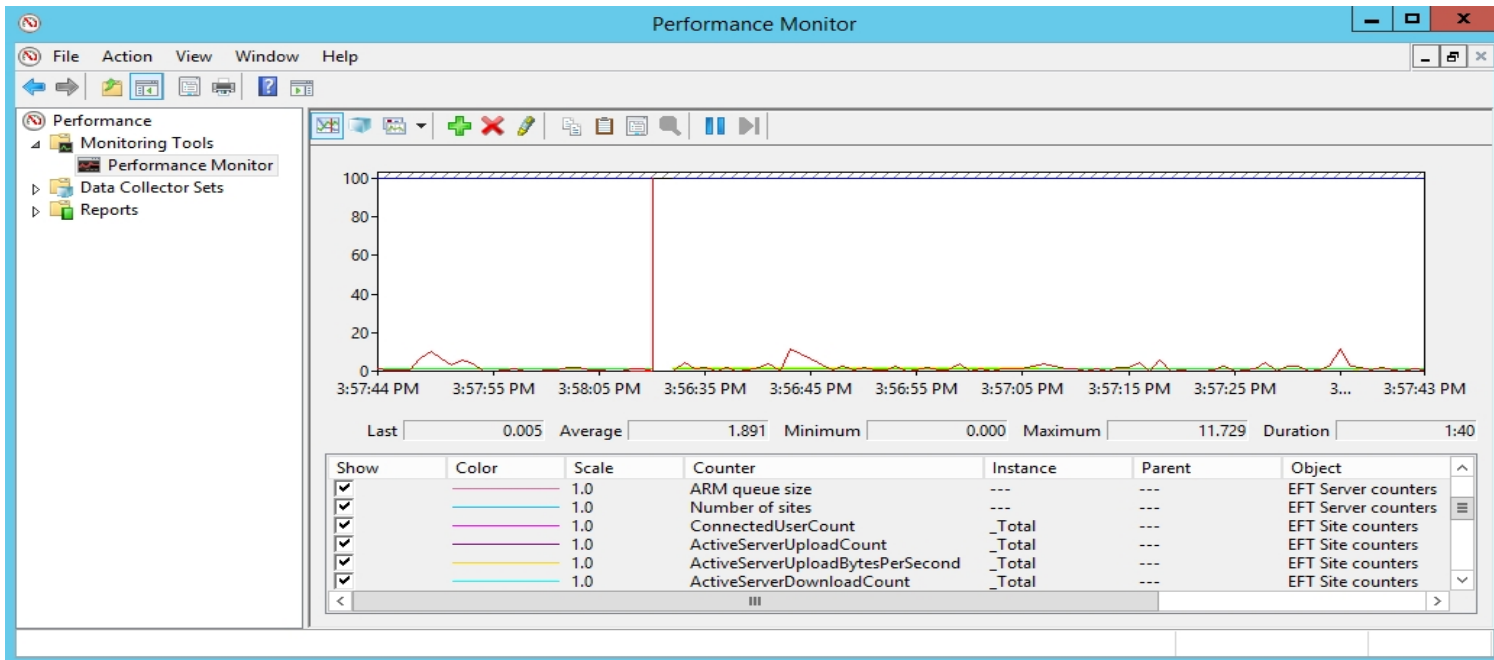 Performance Monitor
File Action View Window Help
Performance
Monitoring Tools
Performance Monitor
Data Collector Sets
Reports
100
80
60
40
20
0
3:57:44 PM 3:57:55 PM 3:58:05 PM 3:56:35 PM 3:56:45 PM 3:56:55 PM 3:57:05 PM 3:57:15 PM 3:57:25 PM 3... 3:57:43 PM
Last 0.005 Average 1.891 Minimum 0.000 Maximum 11.729 Duration 1:40
Show Color Scale Counter Instance Parent Object
1.0 ARM queue size --- --- EFT Server counters
1.0 Number of sites --- --- EFT Server counters
1.0 ConnectedUserCount _Total --- EFT Site counters
1.0 ActiveServerUploadCount _Total --- EFT Site counters
1.0 ActiveServerUploadBytesPerSecond _Total --- EFT Site counters
1.0 ActiveServerDownloadCount _Total --- EFT Site counters